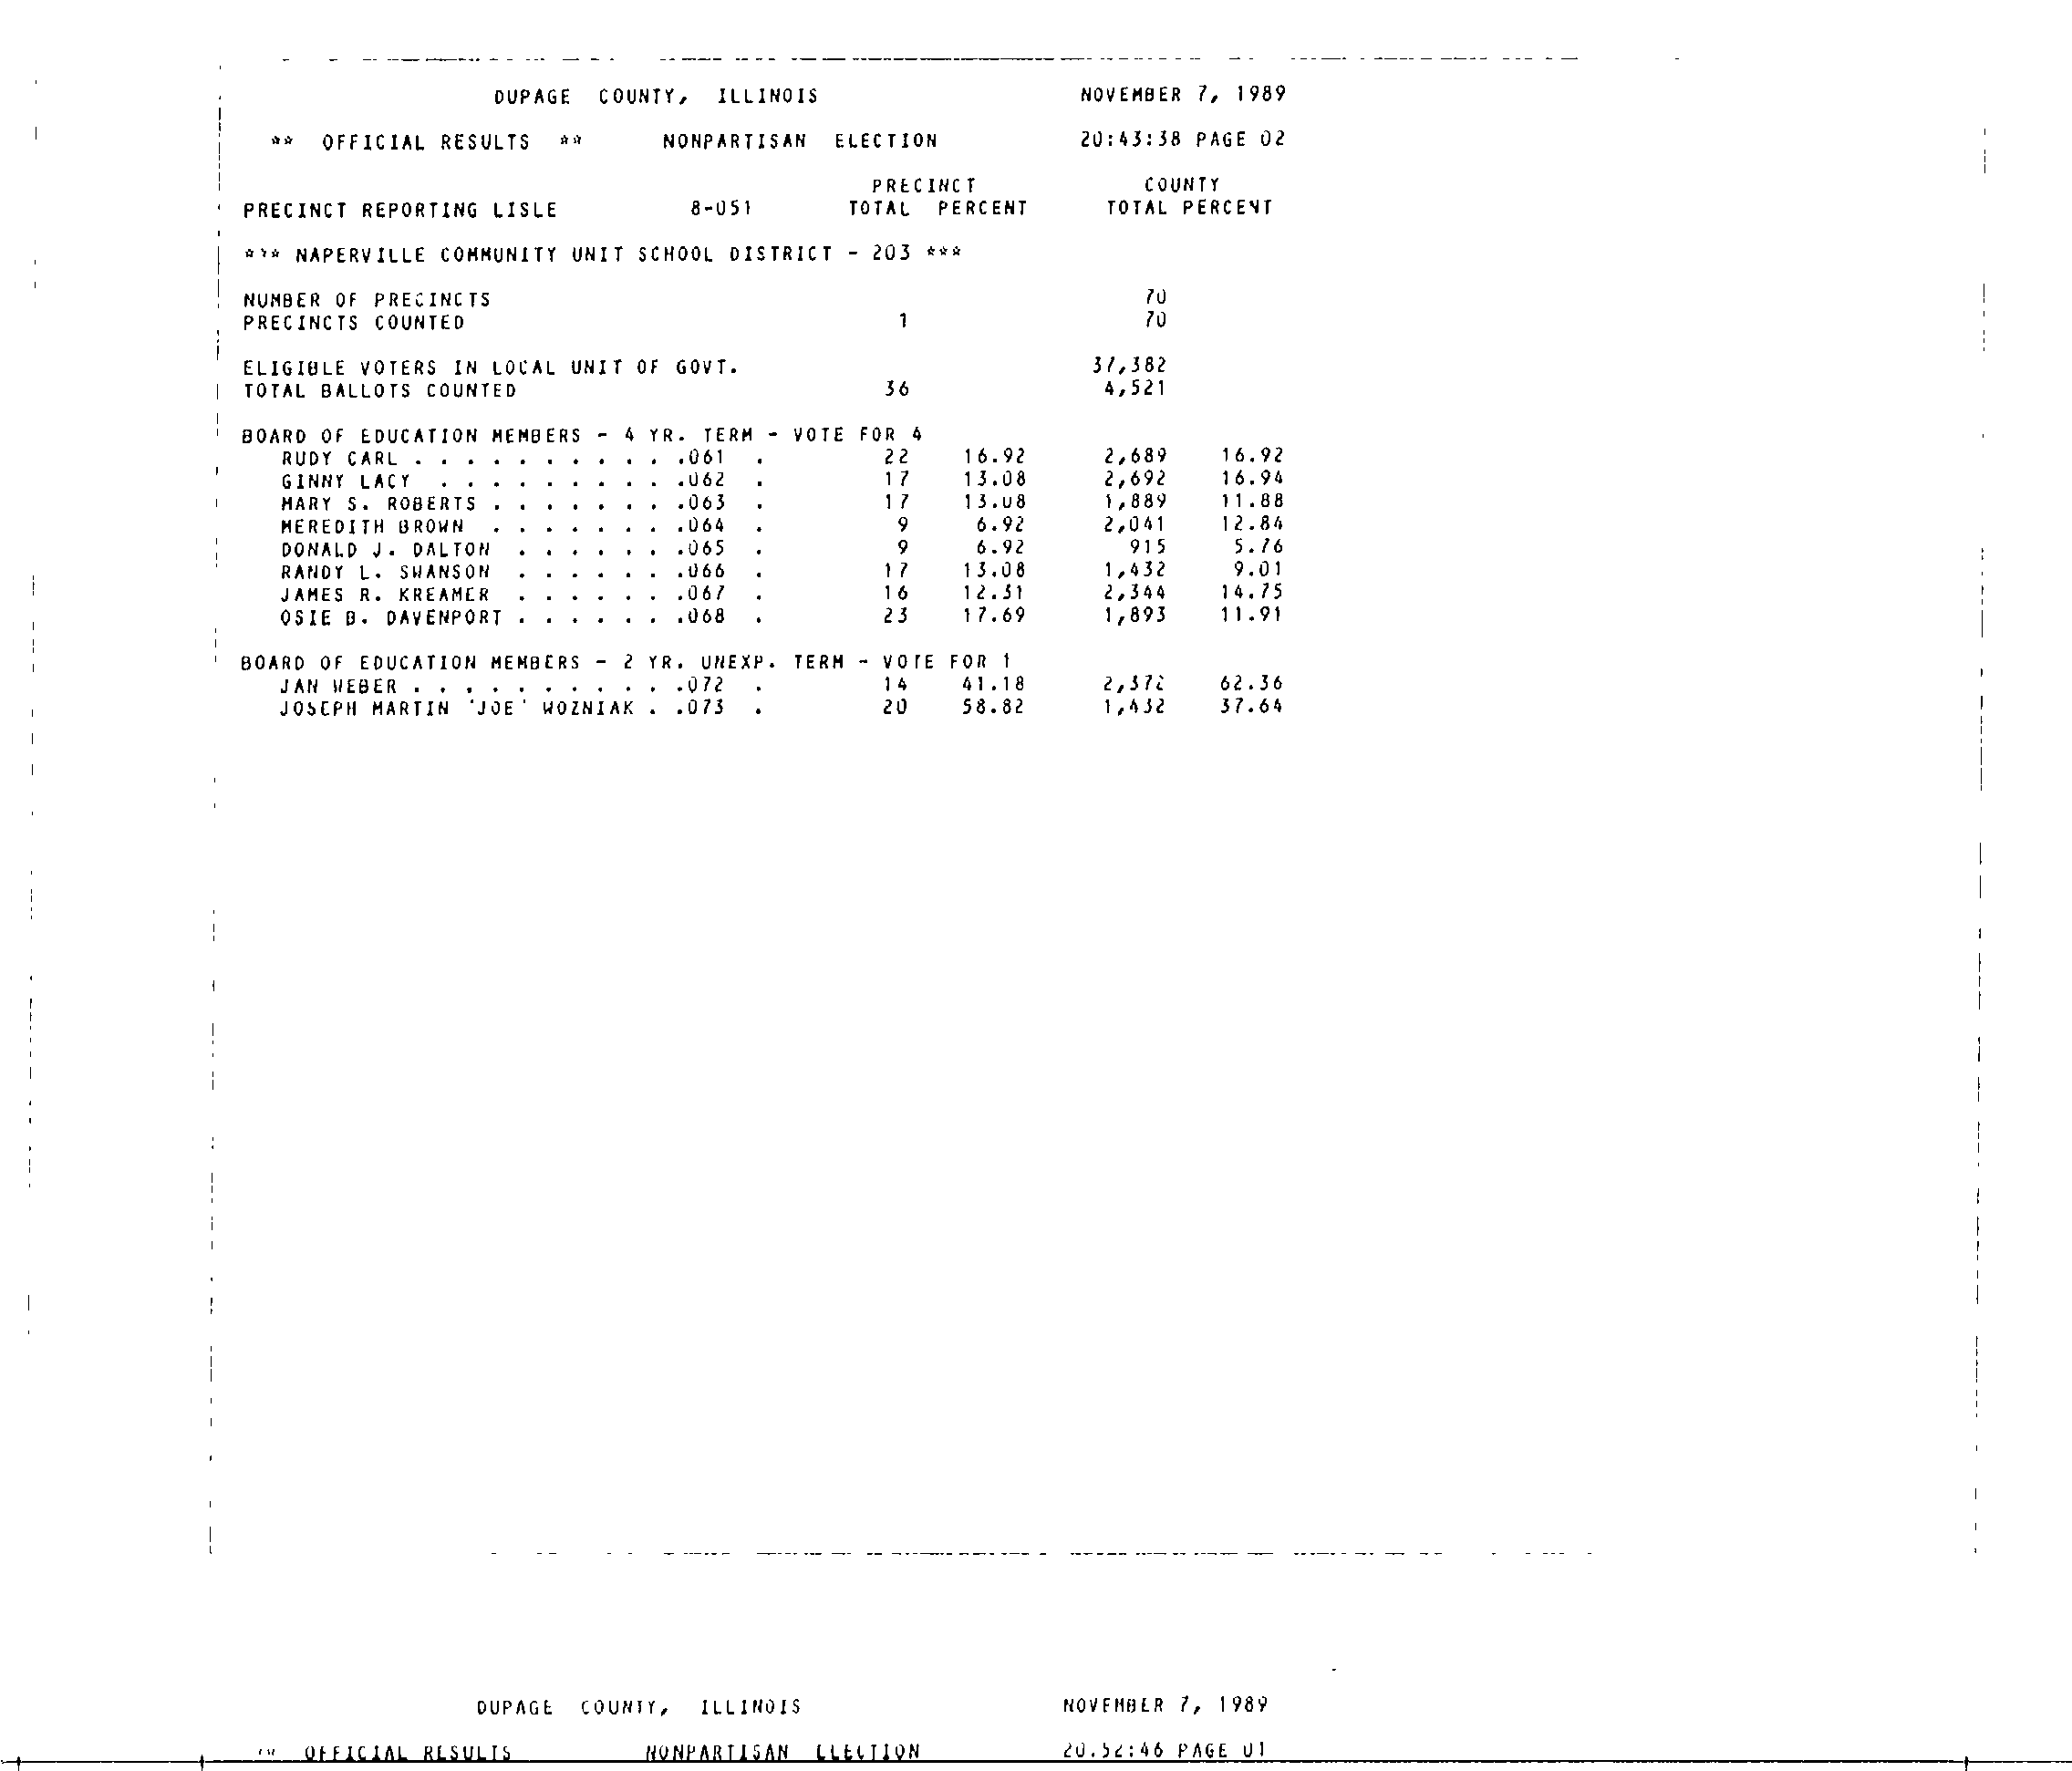 DUPAGE COUNTY, ILLINOIS NOVEMBER 7, 1989
** OFFICIAL RESULTS ** NONPARTISAN ELECTION 20:43:38 PAGE 02
PRECINCT COUNTY
PRECINCT REPORTING LISLE 8-051 TOTAL PERCENT TOTAL PERCENT
*** NAPERVILLE COMMUNITY UNIT SCHOOL DISTRICT - 203 ***
NUMBER OF PRECINCTS 70
PRECINCTS COUNTED 1 70
ELIGIBLE VOTERS IN LOCAL UNIT OF GOVT. 37,382
TOTAL BALLOTS COUNTED 36 4,521
BOARD OF EDUCATION MEMBERS - 4 YR. TERM - VOTE FOR 4
RUDY CARL . . . . . . . . . . .061 . 22 16.92 2,689 16.92
GINNY LACY . . . . . . . . . .062 . 17 13.08 2,692 16.94
MARY S. ROBERTS . . . . . . . .063 . 17 13.08 1,889 11.88
MEREDITH BROWN . . . . . . . .064 . 9 6.92 2,041 12.84
DONALD J. DALTON . . . . . . .065 . 9 6.92 915 5.76
RANDY L. SWANSON . . . . . . .066 . 17 13.08 1,432 9.01
JAMES R. KREAMER . . . . . . .067 . 16 12.31 2,344 14.75
OSIE B. DAVENPORT . . . . . . .068 . 23 17.69 1,893 11.91
BOARD OF EDUCATION MEMBERS - 2 YR. UNEXP. TERM - VOTE FOR 1
JAN WEBER . . . . . . . . . . .072 . 14 41.18 2,372 62.36
JOSEPH MARTIN 'JOE' WOZNIAK . .073 . 20 58.82 1,432 37.64
DUPAGE COUNTY, ILLINOIS NOVEMBER 7, 1989
OFFICIAL RESULTS NONPARTISAN ELECTION 20.52:46 PAGE 01